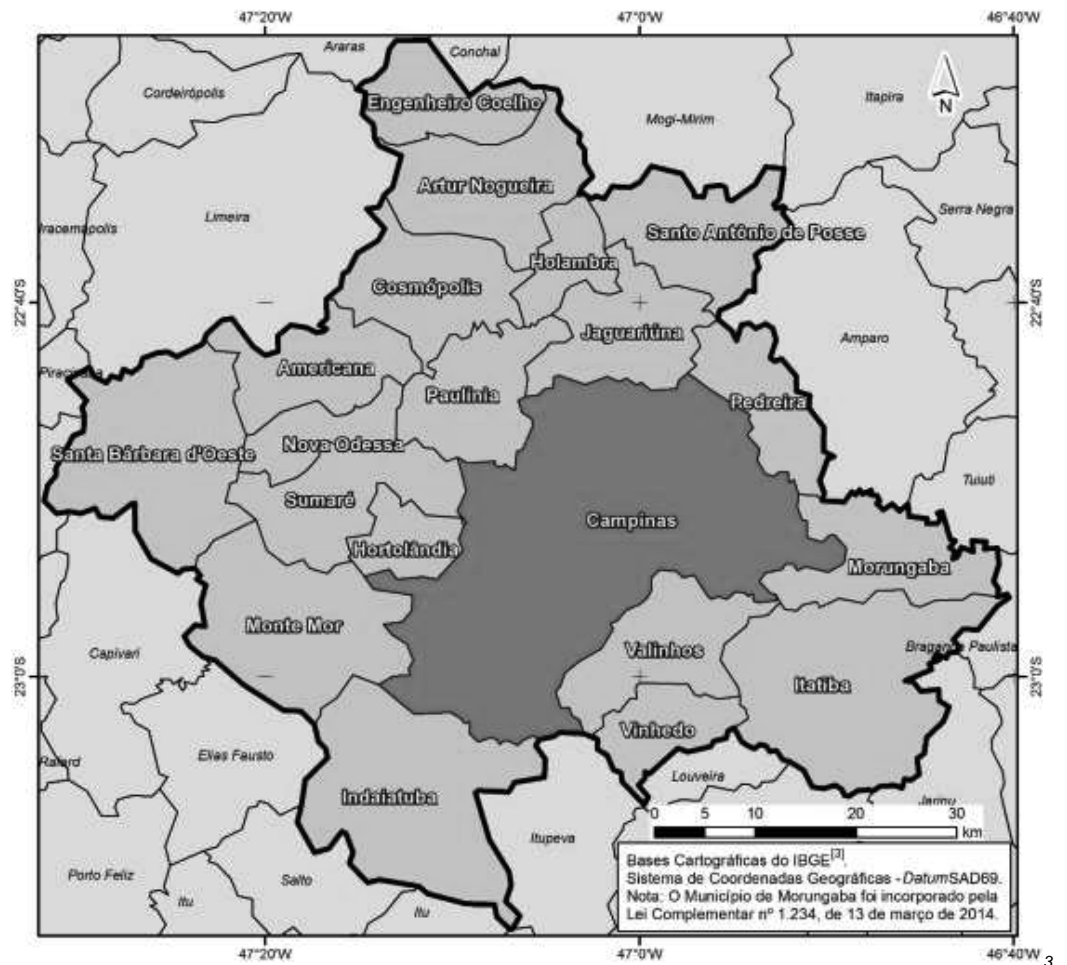 47°20'W 47°0'W 46°40'W
Araras
Conchal
Cordeirópolis
Engenheiro Coelho
Itapira
N
Mogi-Mirim
Artur Nogueira
Limeira
Serra Negra
Iracemápolis
Santo Antônio de Posse
Holambra
Cosmópolis
22°40'S 22°40'S
Jaguariúna
Amparo
Americana
Piracicaba
Paulínia
Pedreira
Nova Odessa
Santa Bárbara d'Oeste
Tuiuti
Sumaré
Campinas
Hortolândia
Morungaba
Monte Mor
Bragança Paulista
Valinhos
Capivari
23°0'S 23°0'S
Itatiba
Vinhedo
Elias Fausto
Rafard
Louveira
Indaiatuba
Jarinu
0 5 10 20 30
km
Itupeva
Bases Cartográficas do IBGE[3].
Sistema de Coordenadas Geográficas - Datum SAD69.
Nota: O Município de Morungaba foi incorporado pela
Lei Complementar nº 1.234, de 13 de março de 2014.
Porto Feliz
Salto
Itu
Itu
47°20'W 47°0'W 46°40'W
3